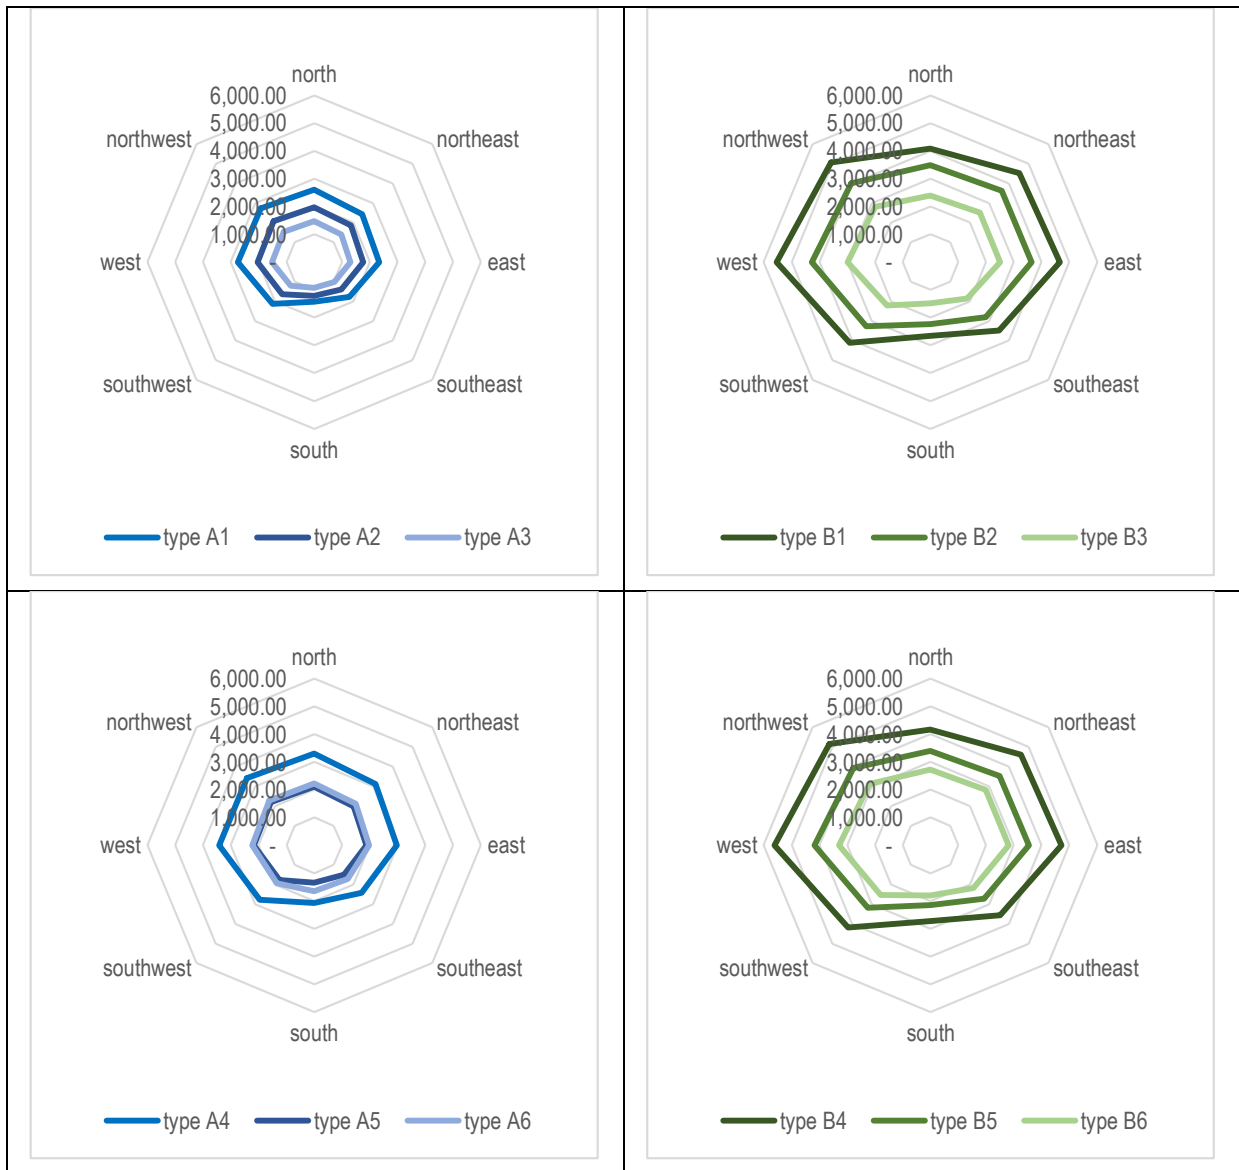 north
6,000.00
5,000.00
4,000.00
3,000.00
2,000.00
1,000.00
-
northwest
northeast
west
east
southwest
southeast
south
type A1 type A2 type A3
north
6,000.00
5,000.00
4,000.00
3,000.00
2,000.00
1,000.00
-
northwest
northeast
west
east
southwest
southeast
south
type B1 type B2 type B3
north
6,000.00
5,000.00
4,000.00
3,000.00
2,000.00
1,000.00
-
northwest
northeast
west
east
southwest
southeast
south
type A4 type A5 type A6
north
6,000.00
5,000.00
4,000.00
3,000.00
2,000.00
1,000.00
-
northwest
northeast
west
east
southwest
southeast
south
type B4 type B5 type B6